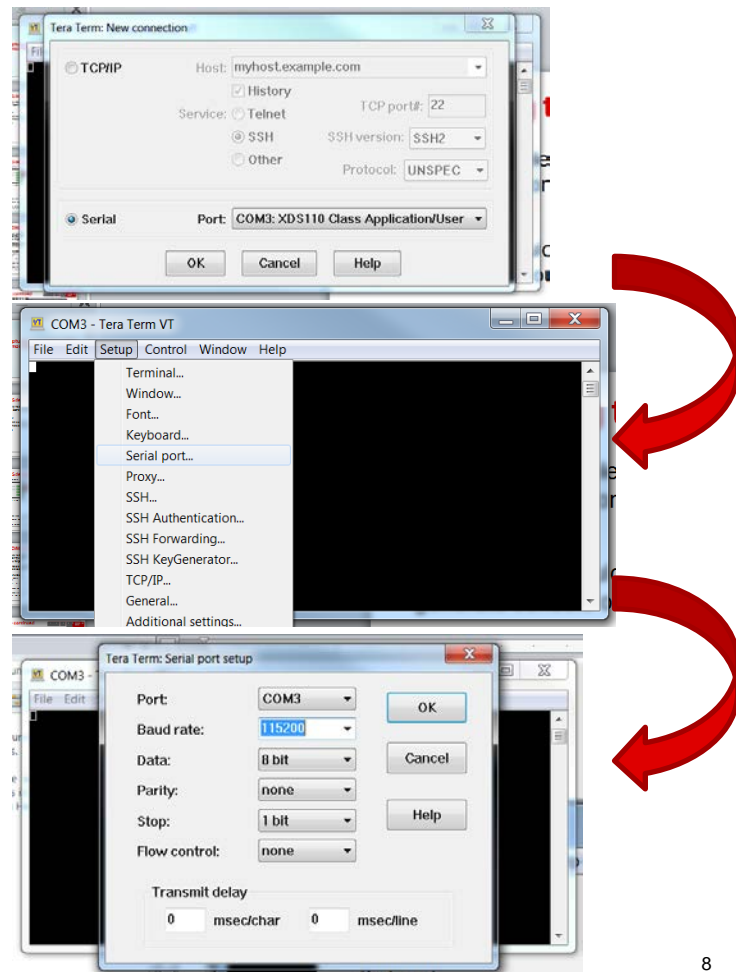 Tera Term: New connection
TCP/IP Host: myhost.example.com
History
Service: Telnet TCP port#: 22
SSH SSH version: SSH2
Other Protocol: UNSPEC
Serial Port: COM3: XDS110 Class Application/User
OK Cancel Help
COM3 - Tera Term VT
File Edit Setup Control Window Help
Terminal...
Window...
Font...
Keyboard...
Serial port...
Proxy...
SSH...
SSH Authentication...
SSH Forwarding...
SSH KeyGenerator...
TCP/IP...
General...
Additional settings...
Tera Term: Serial port setup
COM3 -
File Edit
Port: COM3 OK
Baud rate: 115200
Data: 8 bit Cancel
Parity: none
Stop: 1 bit Help
Flow control: none
Transmit delay
0 msec/char 0 msec/line
8